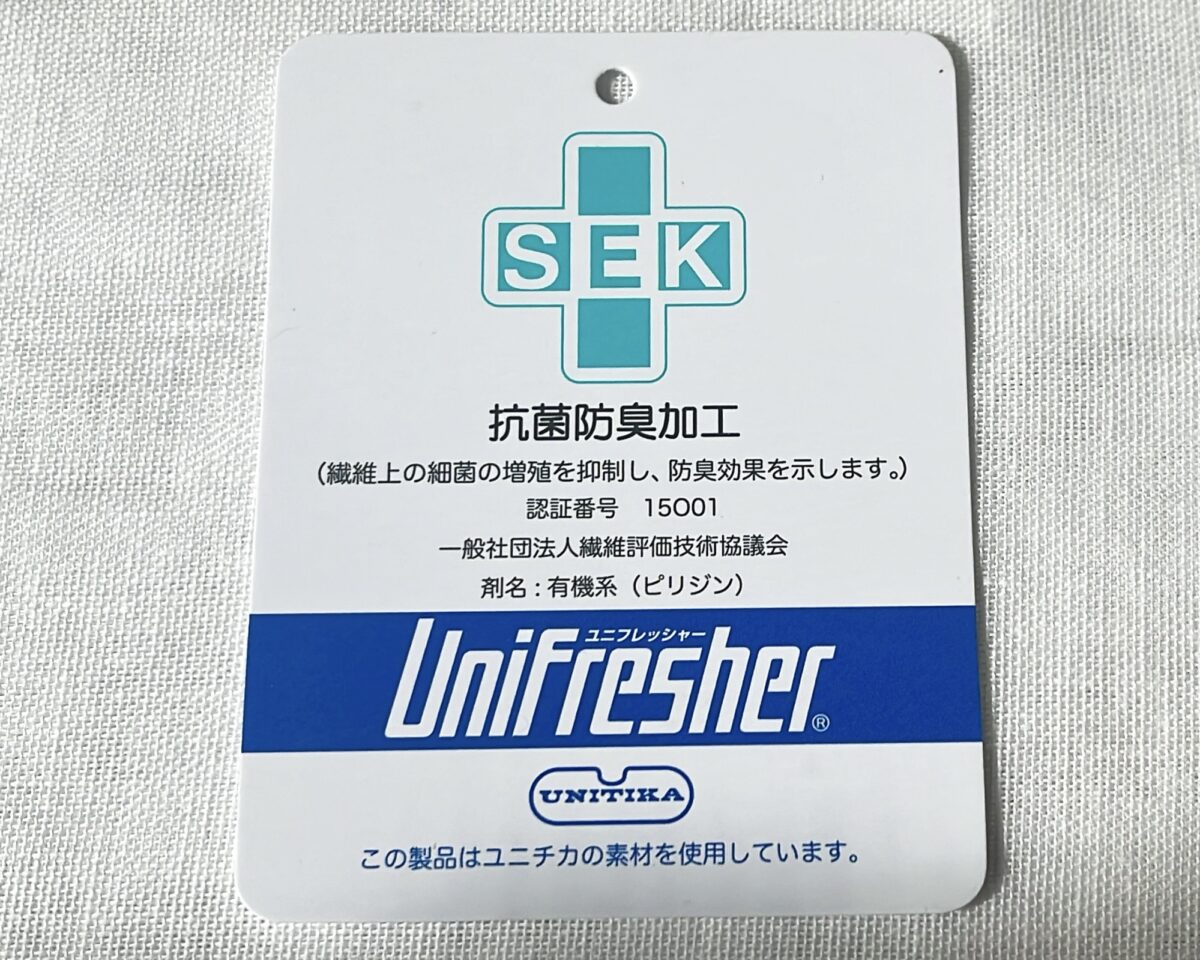 SEK
抗菌防臭加工
（繊維上の細菌の増殖を抑制し、防臭効果を示します。）
認証番号　15O01
一般社団法人繊維評価技術協議会
剤名：有機系（ピリジン）
ユニフレッシャー
Unifresher®
UNITIKA
この製品はユニチカの素材を使用しています。